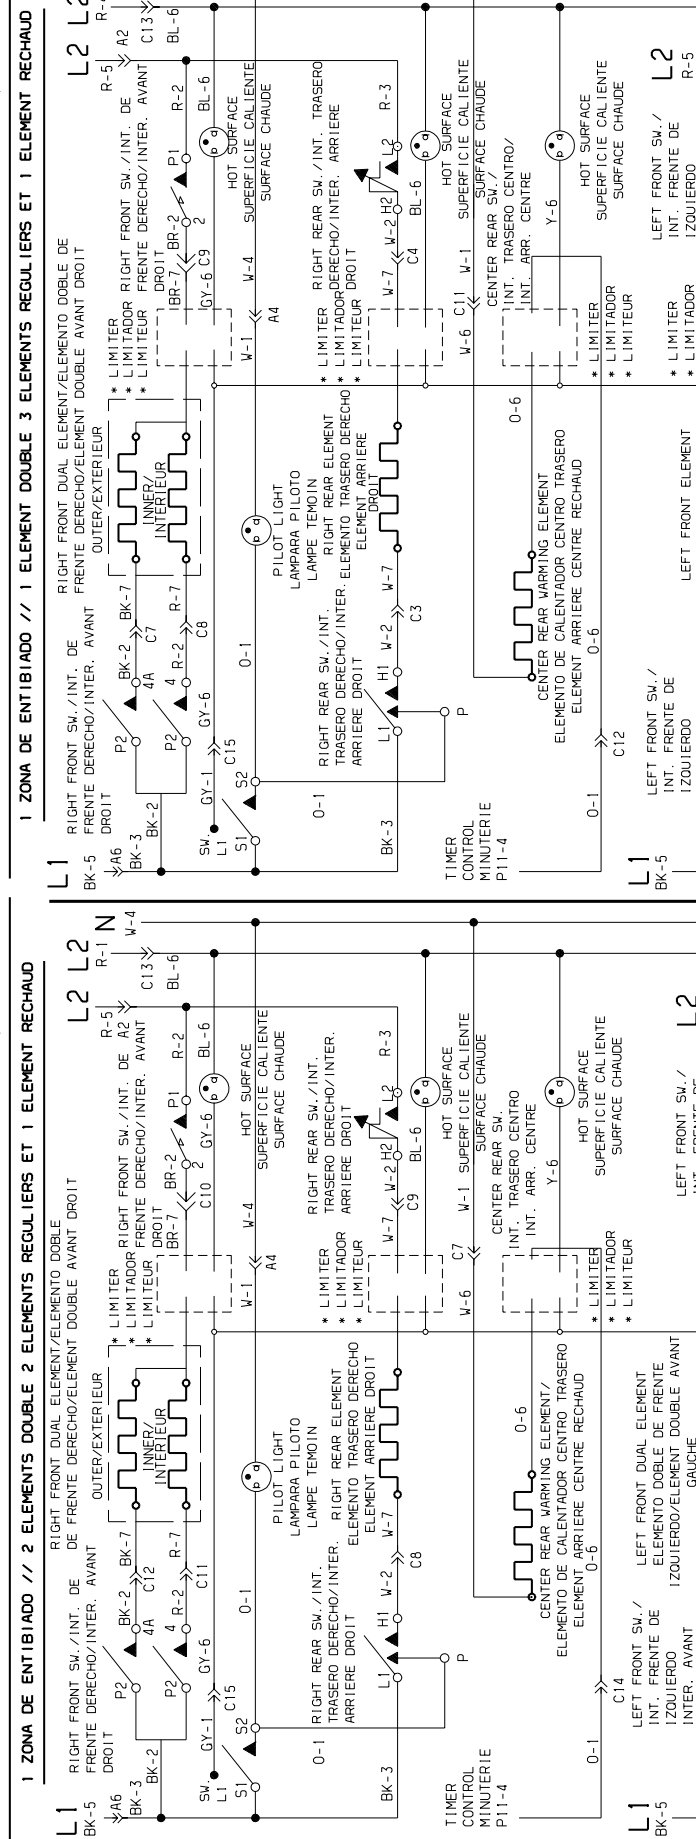 1 ZONA DE ENTIBIADO // 2 ELEMENTS DOUBLE 2 ELEMENTS REGULIERS ET 1 ELEMENT RECHAUD
RIGHT FRONT DUAL ELEMENT/ELEMENTO DOBLE
DE FRENTE DERECHO/ELEMENT DOUBLE AVANT DROIT
L1
BK-5
A6
BK-3
BK-2
RIGHT FRONT SW./INT. DE
FRENTE DERECHO/INTER. AVANT
DROIT
P2
4A
BK-2
C12
BK-7
P2
4
R-2
C11
R-7
OUTER/EXTERIEUR
INNER/
INTERIEUR
* LIMITER
* LIMITADOR
* LIMITEUR
RIGHT FRONT SW./INT. DE
FRENTE DERECHO/INTER. AVANT
DROIT
BR-7
C10
BR-2
2
P1
R-2
L2
R-5
A2
L2
R-1
C13
BL-6
N
W-4
SW.
L1
GY-1
C15
GY-6
GY-6
BL-6
HOT SURFACE
SUPERFICIE CALIENTE
SURFACE CHAUDE
S1
S2
O-1
O-1
PILOT LIGHT
LAMPARA PILOTO
LAMPE TEMOIN
W-1
A4
W-4
BK-3
RIGHT REAR SW./INT.
TRASERO DERECHO/INTER.
ARRIERE DROIT
L1
H1
P
W-2
C8
W-7
RIGHT REAR ELEMENT
ELEMENTO TRASERO DERECHO
ELEMENT ARRIERE DROIT
* LIMITER
* LIMITADOR
* LIMITEUR
RIGHT REAR SW./INT.
TRASERO DERECHO/INTER.
ARRIERE DROIT
W-7
C9
W-2
H2
L2
R-3
BL-6
HOT SURFACE
SUPERFICIE CALIENTE
SURFACE CHAUDE
W-6
C7
W-1
CENTER REAR SW.
INT. TRASERO CENTRO
INT. ARR. CENTRE
TIMER
CONTROL
MINUTERIE
P11-4
CENTER REAR WARMING ELEMENT/
ELEMENTO DE CALENTADOR CENTRO TRASERO
ELEMENT ARRIERE CENTRE RECHAUD
O-6
Y-6
HOT SURFACE
SUPERFICIE CALIENTE
SURFACE CHAUDE
O-1
C14
O-6
* LIMITER
* LIMITADOR
* LIMITEUR
L1
BK-5
LEFT FRONT SW./
INT. FRENTE DE
IZQUIERDO
INTER. AVANT
LEFT FRONT DUAL ELEMENT
ELEMENTO DOBLE DE FRENTE
IZQUIERDO/ELEMENT DOUBLE AVANT
GAUCHE
LEFT FRONT SW./
L2
1 ZONA DE ENTIBIADO // 1 ELEMENT DOUBLE 3 ELEMENTS REGULIERS ET 1 ELEMENT RECHAUD
RIGHT FRONT DUAL ELEMENT/ELEMENTO DOBLE DE
FRENTE DERECHO/ELEMENT DOUBLE AVANT DROIT
L1
BK-5
A6
BK-3
BK-2
RIGHT FRONT SW./INT. DE
FRENTE DERECHO/INTER. AVANT
DROIT
P2
4A
BK-2
C7
BK-7
P2
4
R-2
C8
R-7
OUTER/EXTERIEUR
INNER/
INTERIEUR
* LIMITER
* LIMITADOR
* LIMITEUR
RIGHT FRONT SW./INT. DE
FRENTE DERECHO/INTER. AVANT
DROIT
BR-7
C9
BR-2
2
P1
R-2
L2
R-5
A2
C13
BL-6
SW.
L1
GY-1
C15
GY-6
GY-6
BL-6
HOT SURFACE
SUPERFICIE CALIENTE
SURFACE CHAUDE
S1
S2
O-1
O-1
PILOT LIGHT
LAMPARA PILOTO
LAMPE TEMOIN
W-1
A4
W-4
BK-3
RIGHT REAR SW./INT.
TRASERO DERECHO/INTER.
ARRIERE DROIT
L1
H1
P
W-2
C3
W-7
RIGHT REAR ELEMENT
ELEMENTO TRASERO DERECHO
ELEMENT ARRIERE
DROIT
* LIMITER
* LIMITADOR
* LIMITEUR
RIGHT REAR SW./INT. TRASERO
DERECHO/INTER. ARRIERE
DROIT
W-7
C4
W-2
H2
L2
R-3
BL-6
HOT SURFACE
SUPERFICIE CALIENTE
SURFACE CHAUDE
W-6
C11
W-1
CENTER REAR SW./
INT. TRASERO CENTRO/
INT. ARR. CENTRE
TIMER
CONTROL
MINUTERIE
P11-4
CENTER REAR WARMING ELEMENT
ELEMENTO DE CALENTADOR CENTRO TRASERO
ELEMENT ARRIERE CENTRE RECHAUD
O-6
Y-6
HOT SURFACE
SUPERFICIE CALIENTE
SURFACE CHAUDE
O-1
C12
O-6
* LIMITER
* LIMITADOR
* LIMITEUR
L1
BK-5
LEFT FRONT SW./
INT. FRENTE DE
IZQUIERDO
LEFT FRONT ELEMENT
* LIMITER
* LIMITADOR
LEFT FRONT SW./
INT. FRENTE DE
IZQUIERDO
L2
R-5